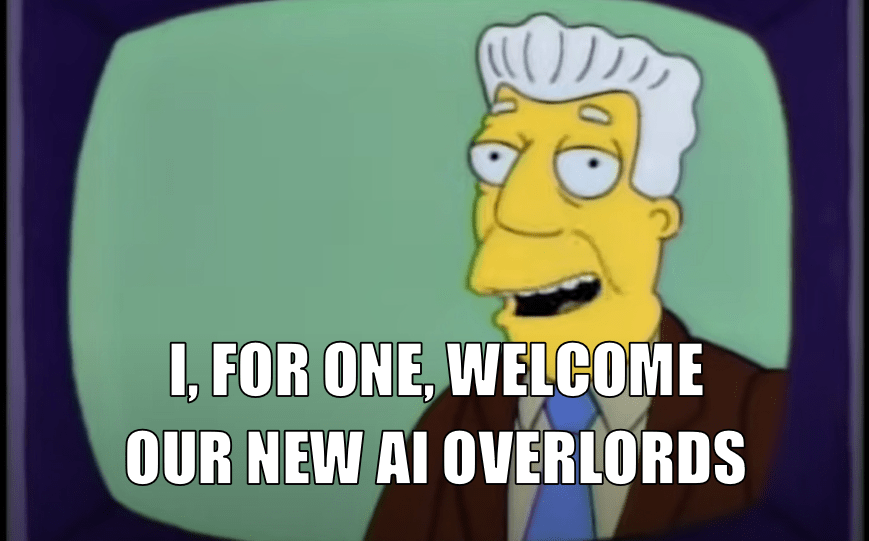 I, FOR ONE, WELCOME
OUR NEW AI OVERLORDS